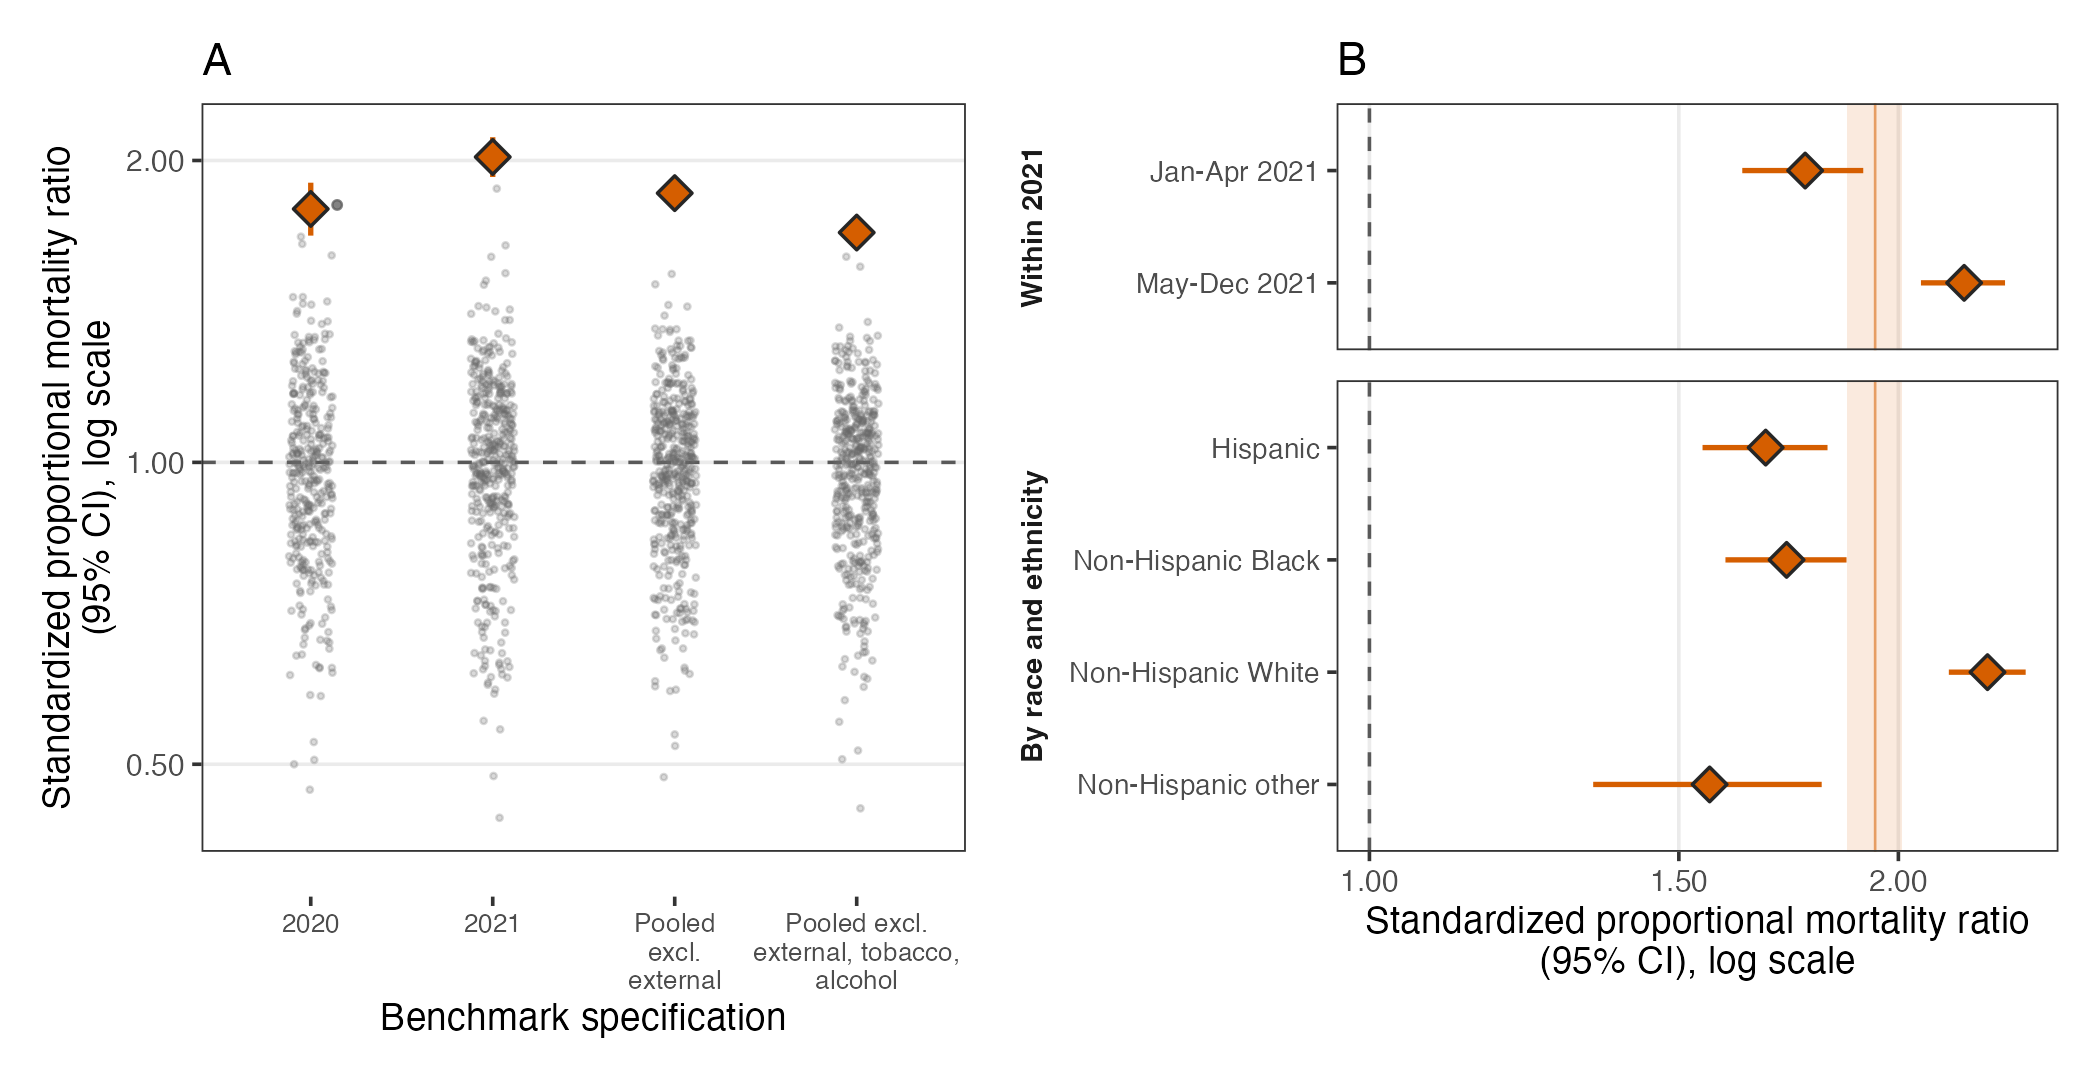 A
Standardized proportional mortality ratio
(95% CI), log scale
2.00
1.00
0.50
2020
2021
Pooled
excl.
external
Pooled excl.
external, tobacco,
alcohol
Benchmark specification
B
Within 2021
Jan-Apr 2021
May-Dec 2021
By race and ethnicity
Hispanic
Non-Hispanic Black
Non-Hispanic White
Non-Hispanic other
1.00
1.50
2.00
Standardized proportional mortality ratio
(95% CI), log scale